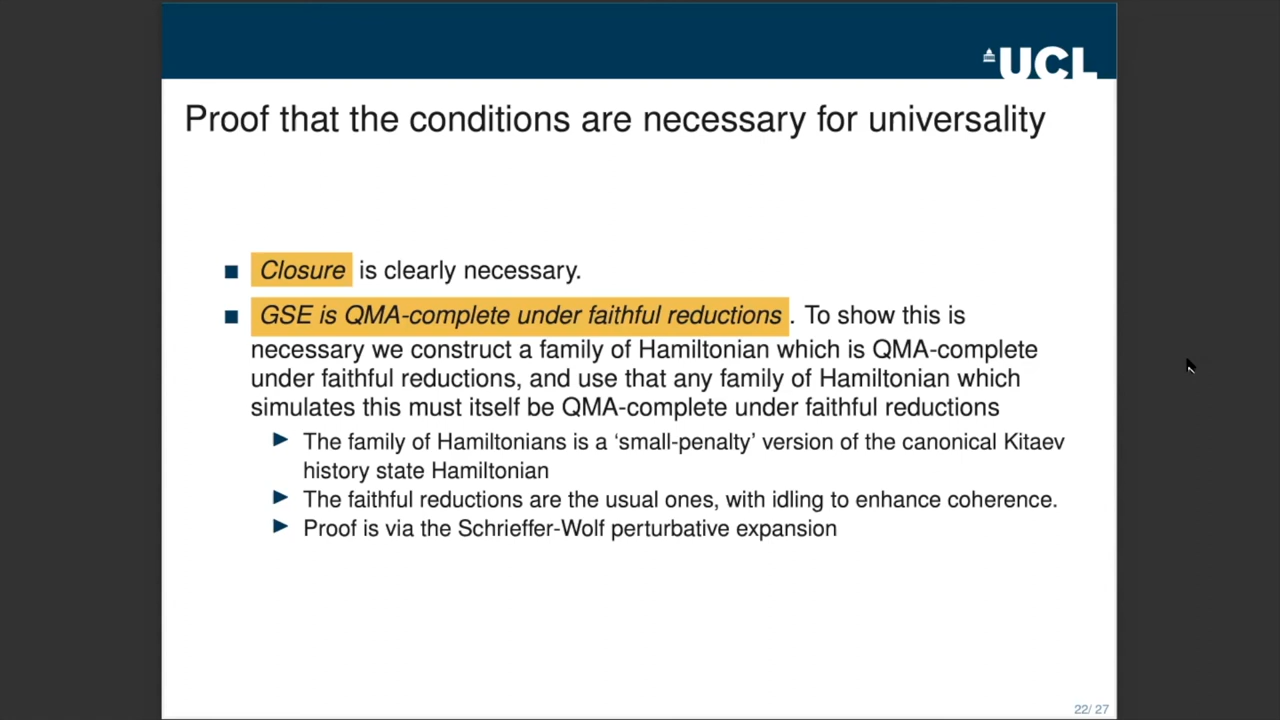 UCL
Proof that the conditions are necessary for universality
Closure is clearly necessary.
GSE is QMA-complete under faithful reductions . To show this is
necessary we construct a family of Hamiltonian which is QMA-complete
under faithful reductions, and use that any family of Hamiltonian which
simulates this must itself be QMA-complete under faithful reductions
The family of Hamiltonians is a ‘small-penalty’ version of the canonical Kitaev
history state Hamiltonian
The faithful reductions are the usual ones, with idling to enhance coherence.
Proof is via the Schrieffer-Wolf perturbative expansion
22/ 27